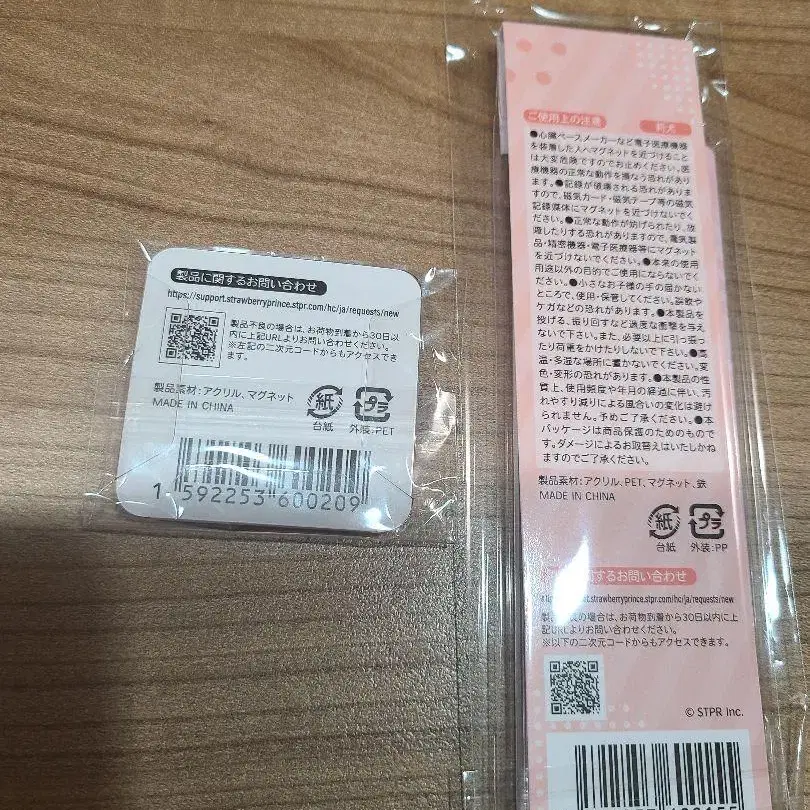 製品に関するお問い合わせ
https://support.strawberryprince.stpr.com/hc/ja/requests/new
製品不良の場合は、お荷物到着から30日以
内に上記URLよりお問い合わせください。
※左記の二次元コードからもアクセスできま
す。
製品素材:アクリル、マグネット
MADE IN CHINA
紙
台紙
プラ
外装:PET
1 592253 600209
ご使用上の注意
莉犬
●心臓ペースメーカーなど電子医療機器
を装着した人へマグネットを近づけること
は大変危険ですのでお止めください。医
療機器の正常な動作を損なう恐れがあり
ます。●記録が破壊される恐れがありま
すので、磁気カード・磁気テープ等の磁気
記録媒体にマグネットを近づけないでく
ださい。●正常な動作が妨げられたり、故
障したりする恐れがありますので、電気製
品・精密機器・電子医療器等にマグネット
を近づけないでください。●本来の使用
用途以外の目的でご使用にならないでく
ださい。●小さなお子様の手の届かない
ところで、使用・保管してください。誤飲や
ケガなどの恐れがあります。●本製品を
投げる、振り回すなど過度な衝撃を与え
ないで下さい。また、必要以上に引っ張っ
たり荷重をかけたりしないで下さい。●高
温・多湿な場所に置かないでください。変
色・変形の恐れがあります。●本製品の性
質上、使用頻度や年月の経過に伴い、汚
れやすり減りによる風合いの変化は避け
られません。予めご了承ください。●本
パッケージは商品保護のためのもので
す。ダメージによるお取替えはいたしかね
ますのでご了承ください。
製品素材:アクリル、PET、マグネット、鉄
MADE IN CHINA
紙
台紙
プラ
外装:PP
関するお問い合わせ
support.strawberryprince.stpr.com/hc/ja/requests/new
の場合は、お荷物到着から30日以内に上
記URLよりお問い合わせください。
※以下の二次元コードからもアクセスできます。
© STPR Inc.